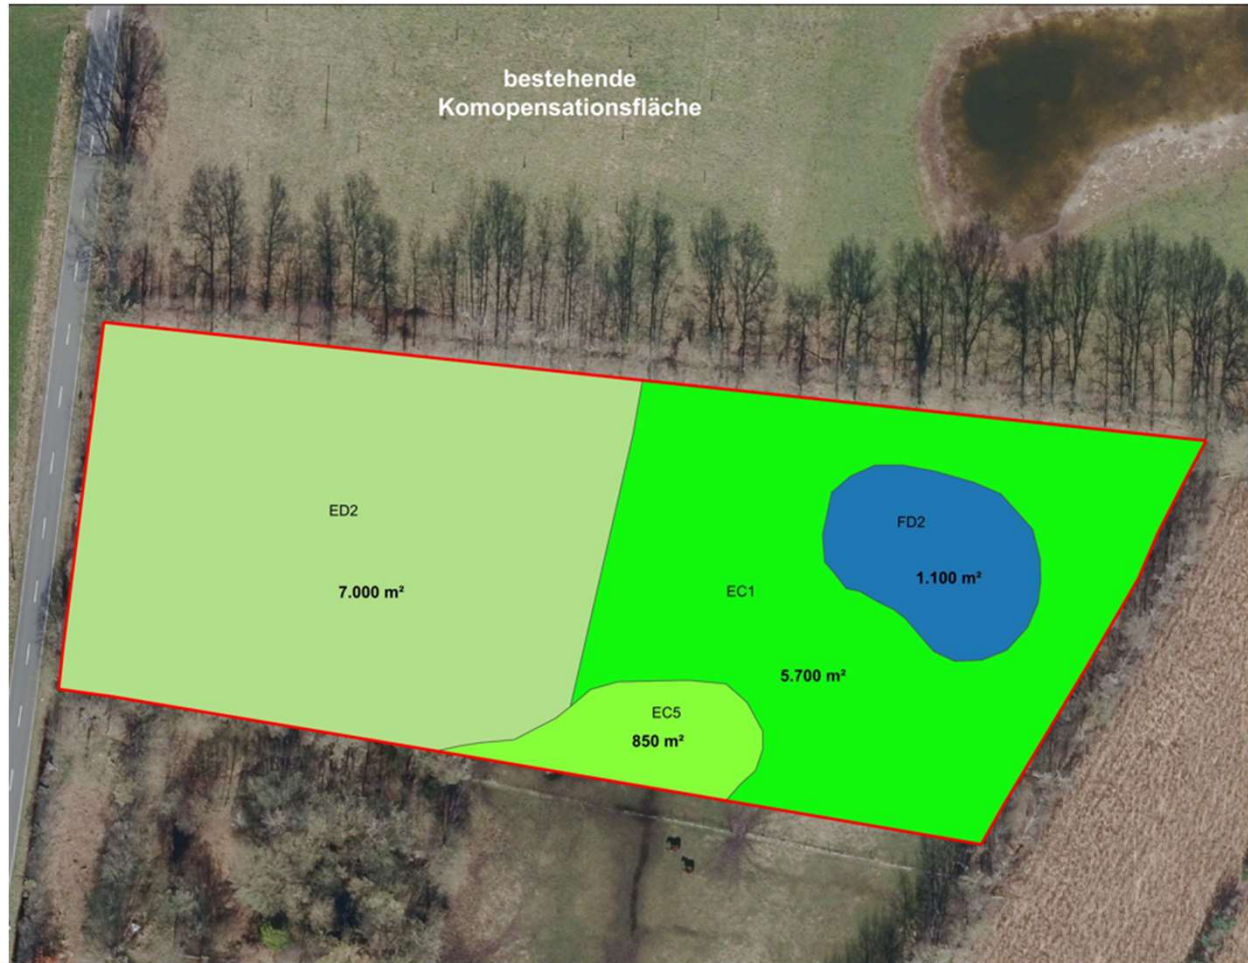 bestehende
Komopensationsfläche
ED2
7.000 m²
FD2
1.100 m²
EC1
5.700 m²
EC5
850 m²